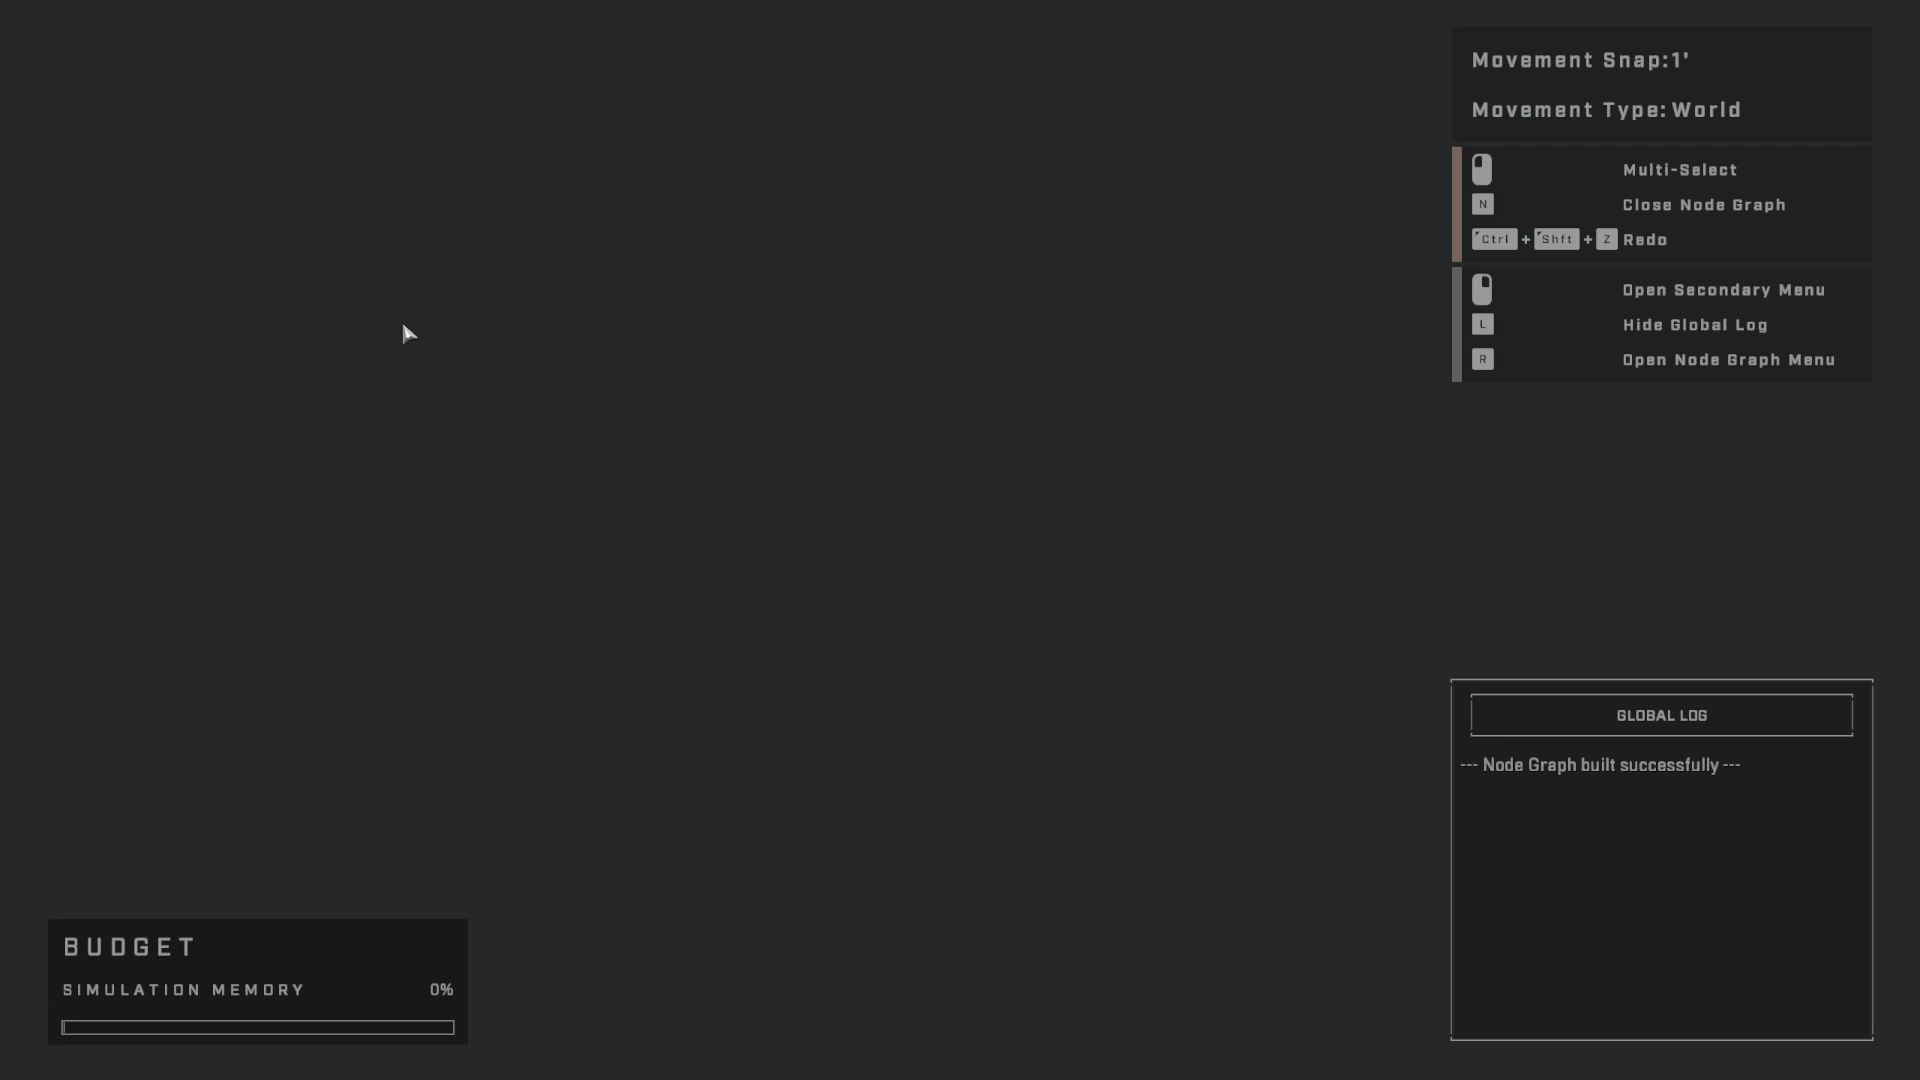 Movement Snap:1'
Movement Type:World
Multi-Select
N Close Node Graph
Ctrl + Shft + Z Redo
Open Secondary Menu
L Hide Global Log
R Open Node Graph Menu
GLOBAL LOG
--- Node Graph built successfully ---
BUDGET
SIMULATION MEMORY 0%